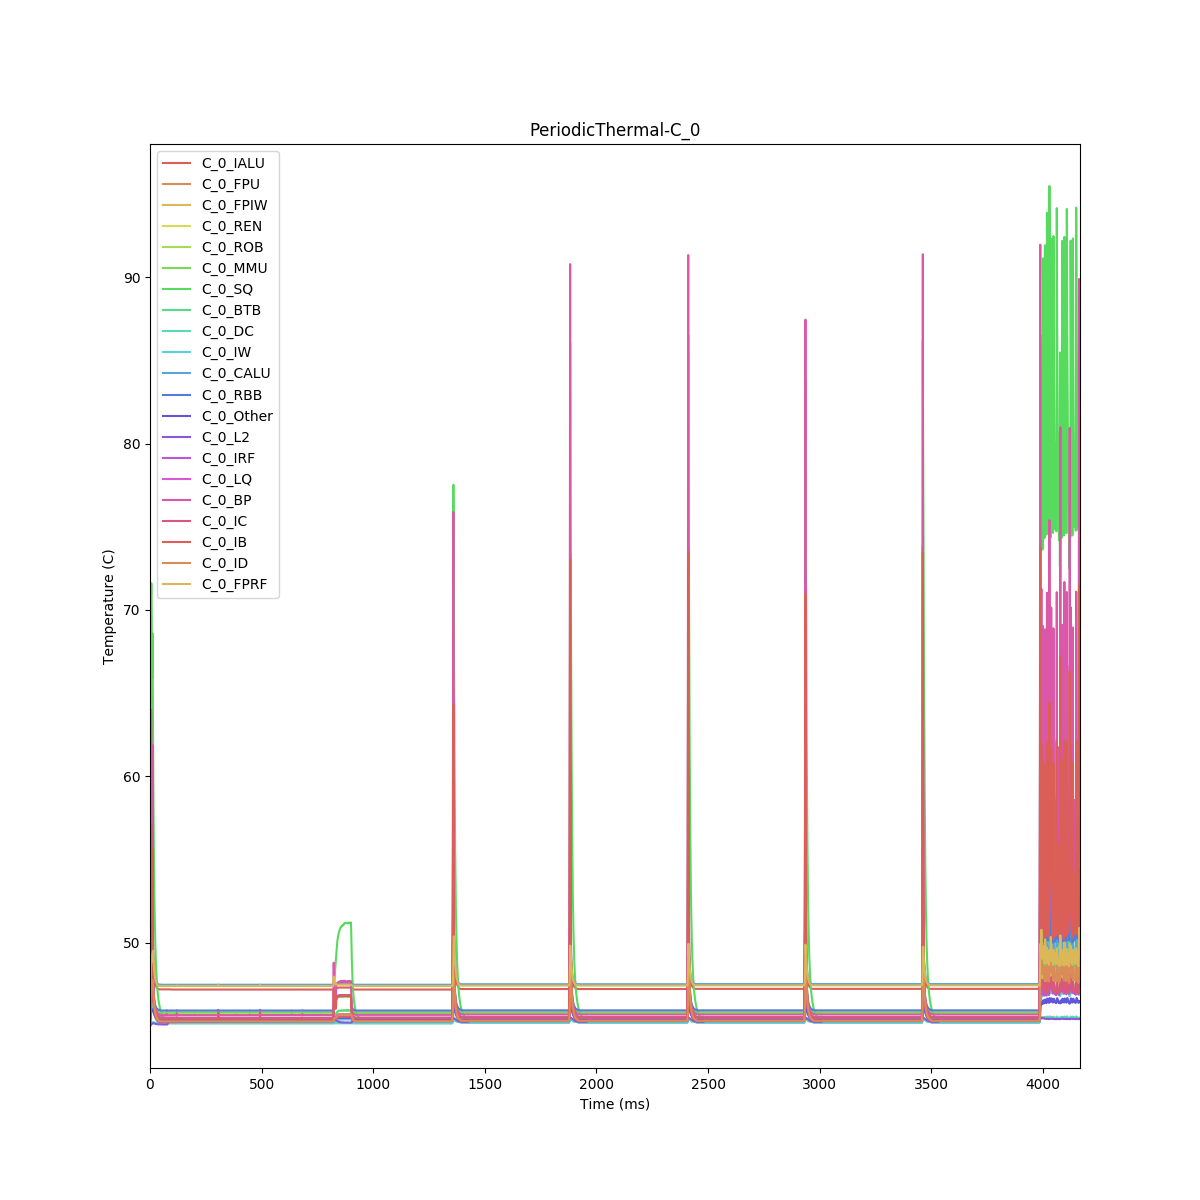 PeriodicThermal-C_0
C_0_IALU
C_0_FPU
C_0_FPIW
C_0_REN
C_0_ROB
C_0_MMU
C_0_SQ
C_0_BTB
C_0_DC
C_0_IW
C_0_CALU
C_0_RBB
C_0_Other
C_0_L2
C_0_IRF
C_0_LQ
C_0_BP
C_0_IC
C_0_IB
C_0_ID
C_0_FPRF
90
80
70
60
50
Temperature (C)
0 500 1000 1500 2000 2500 3000 3500 4000
Time (ms)